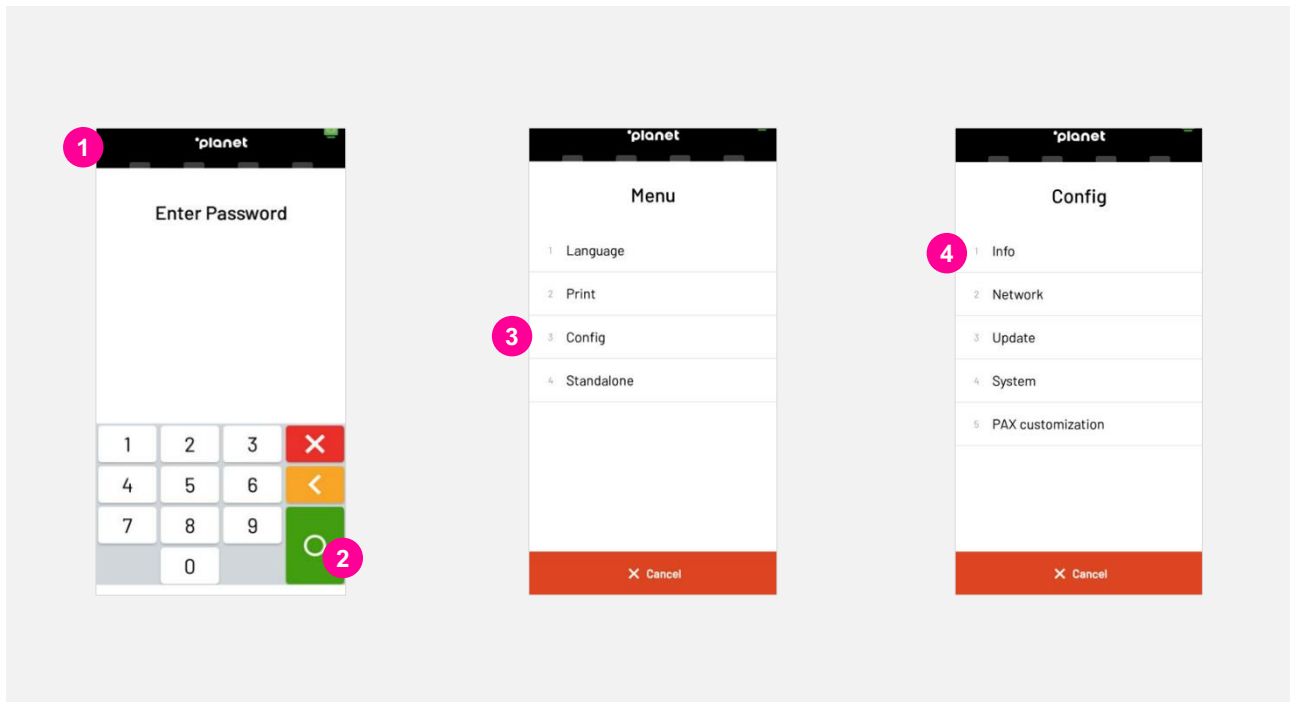 1
planet
Enter Password
1 2 3
4 5 6
7 8 9
0
2
planet
Menu
1 Language
2 Print
3
3 Config
4 Standalone
Cancel
planet
Config
4
1 Info
2 Network
3 Update
4 System
5 PAX customization
Cancel